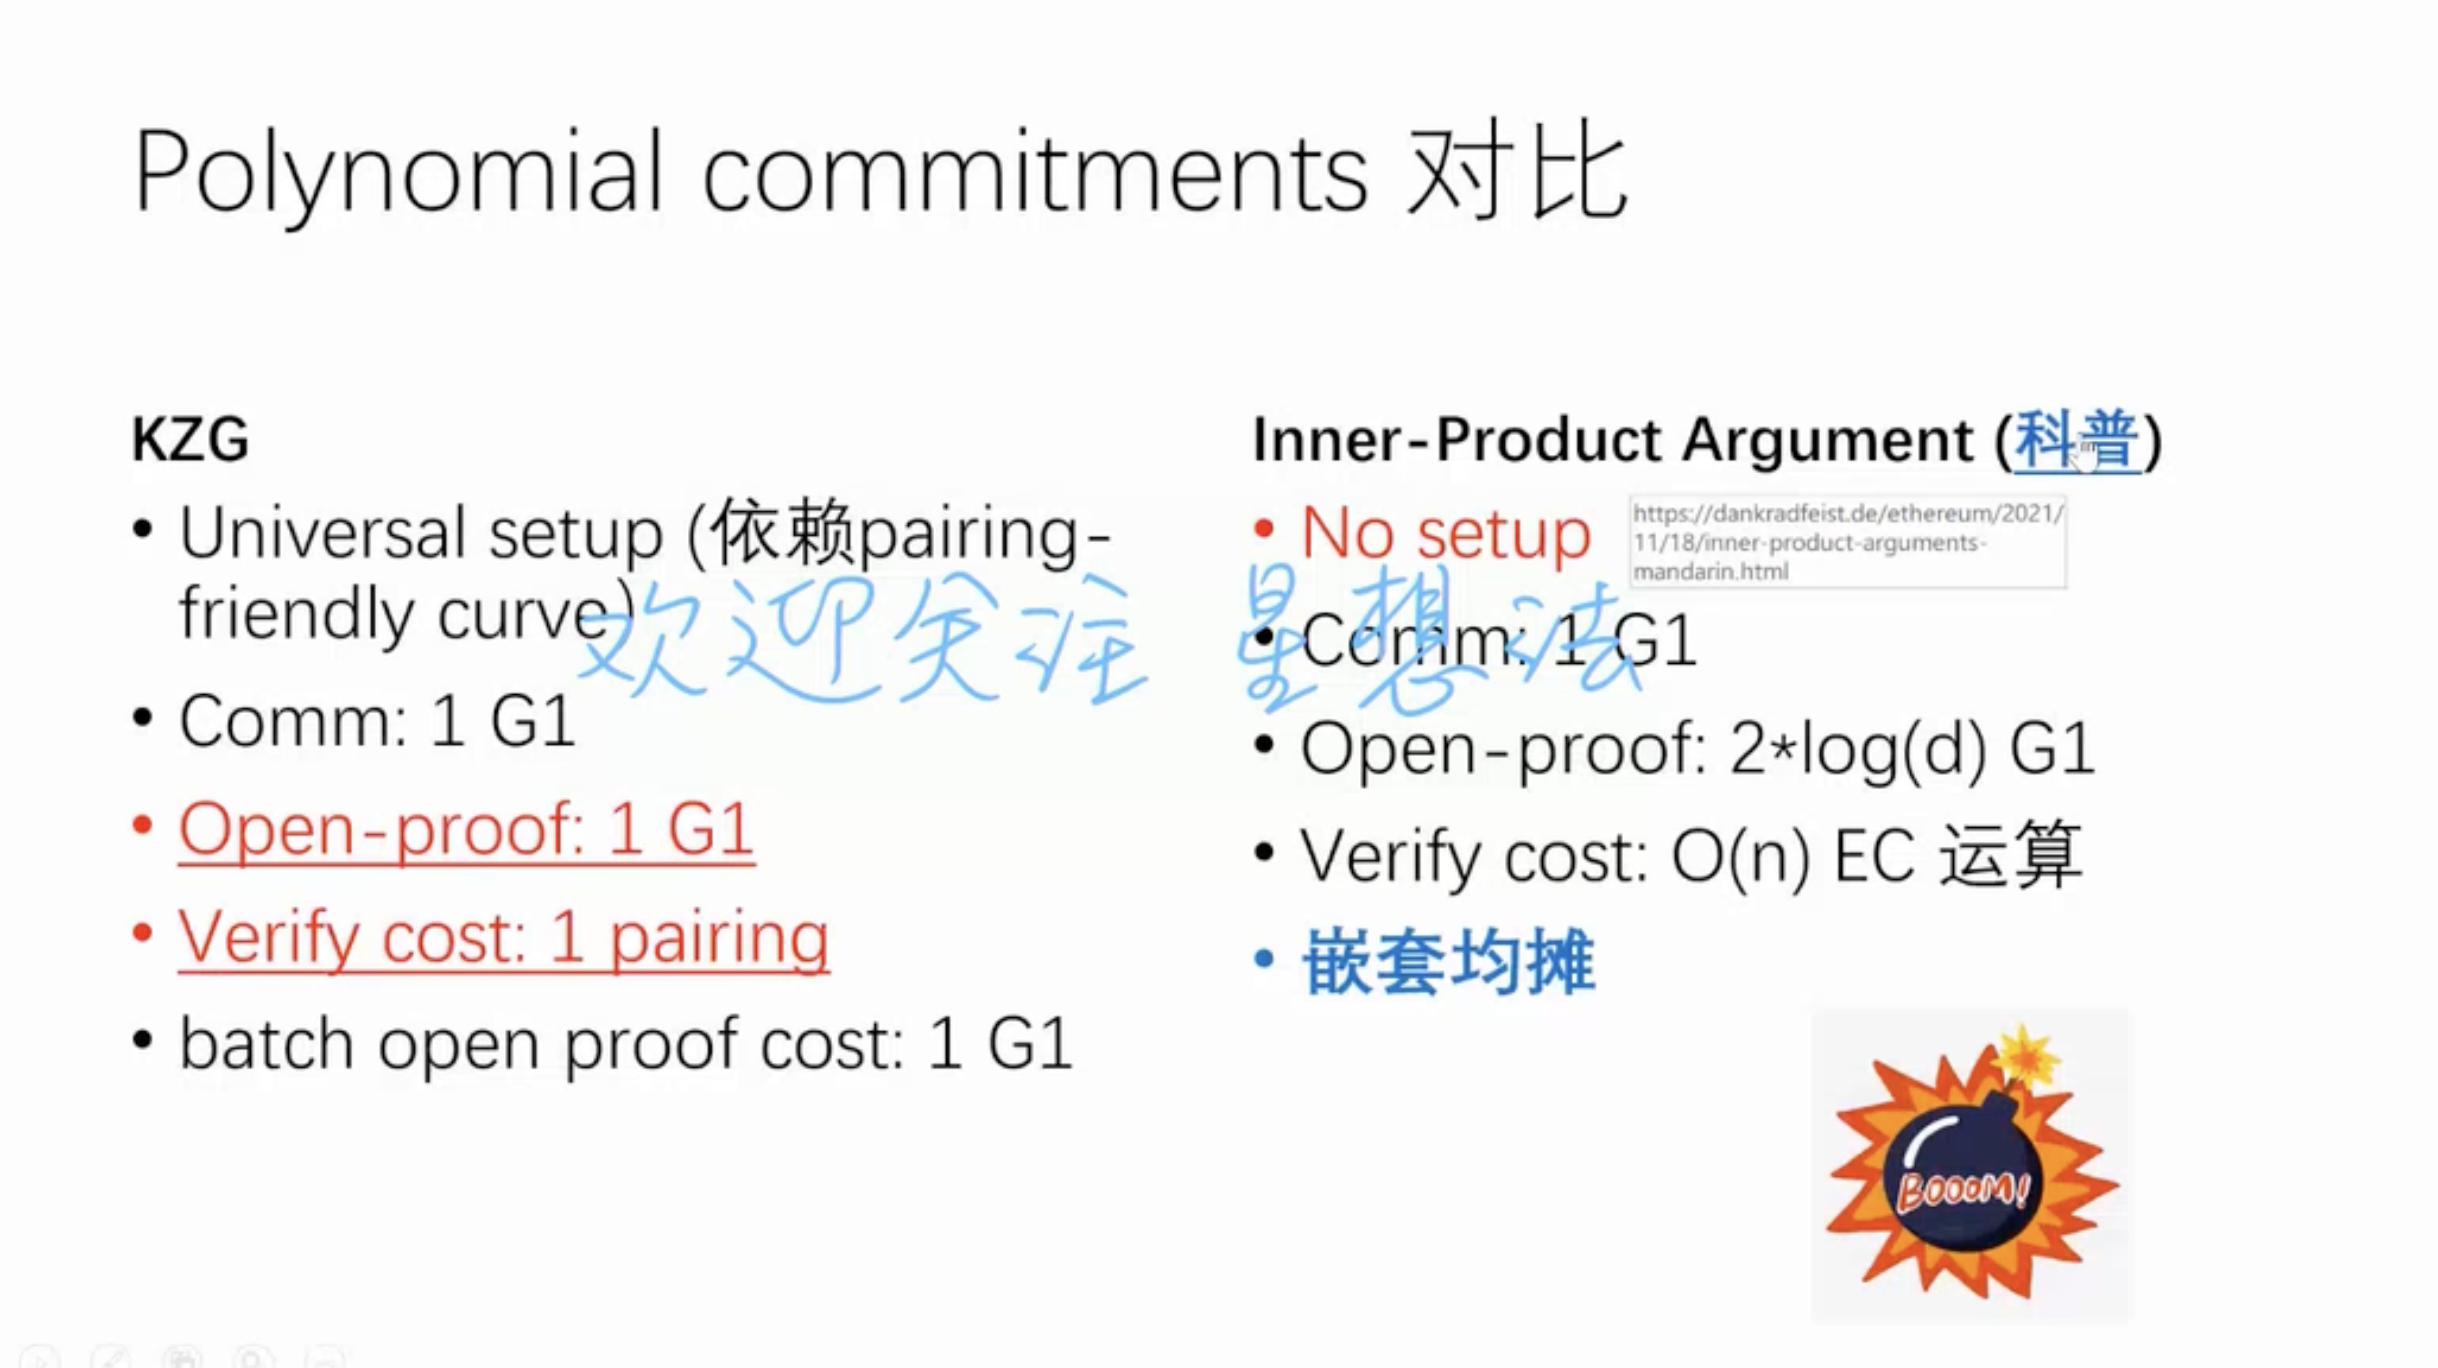 Polynomial commitments 对比
KZG
• Universal setup (依赖pairing-
friendly curve)
• Comm: 1 G1
• Open-proof: 1 G1
• Verify cost: 1 pairing
• batch open proof cost: 1 G1
Inner-Product Argument (科普)
• No setup
https://dankradfeist.de/ethereum/2021/
11/18/inner-product-arguments-
mandarin.html
• Comm: 1 G1
• Open-proof: 2*log(d) G1
• Verify cost: O(n) EC 运算
• 嵌套均摊
欢迎关注 星想法
BOOOM!